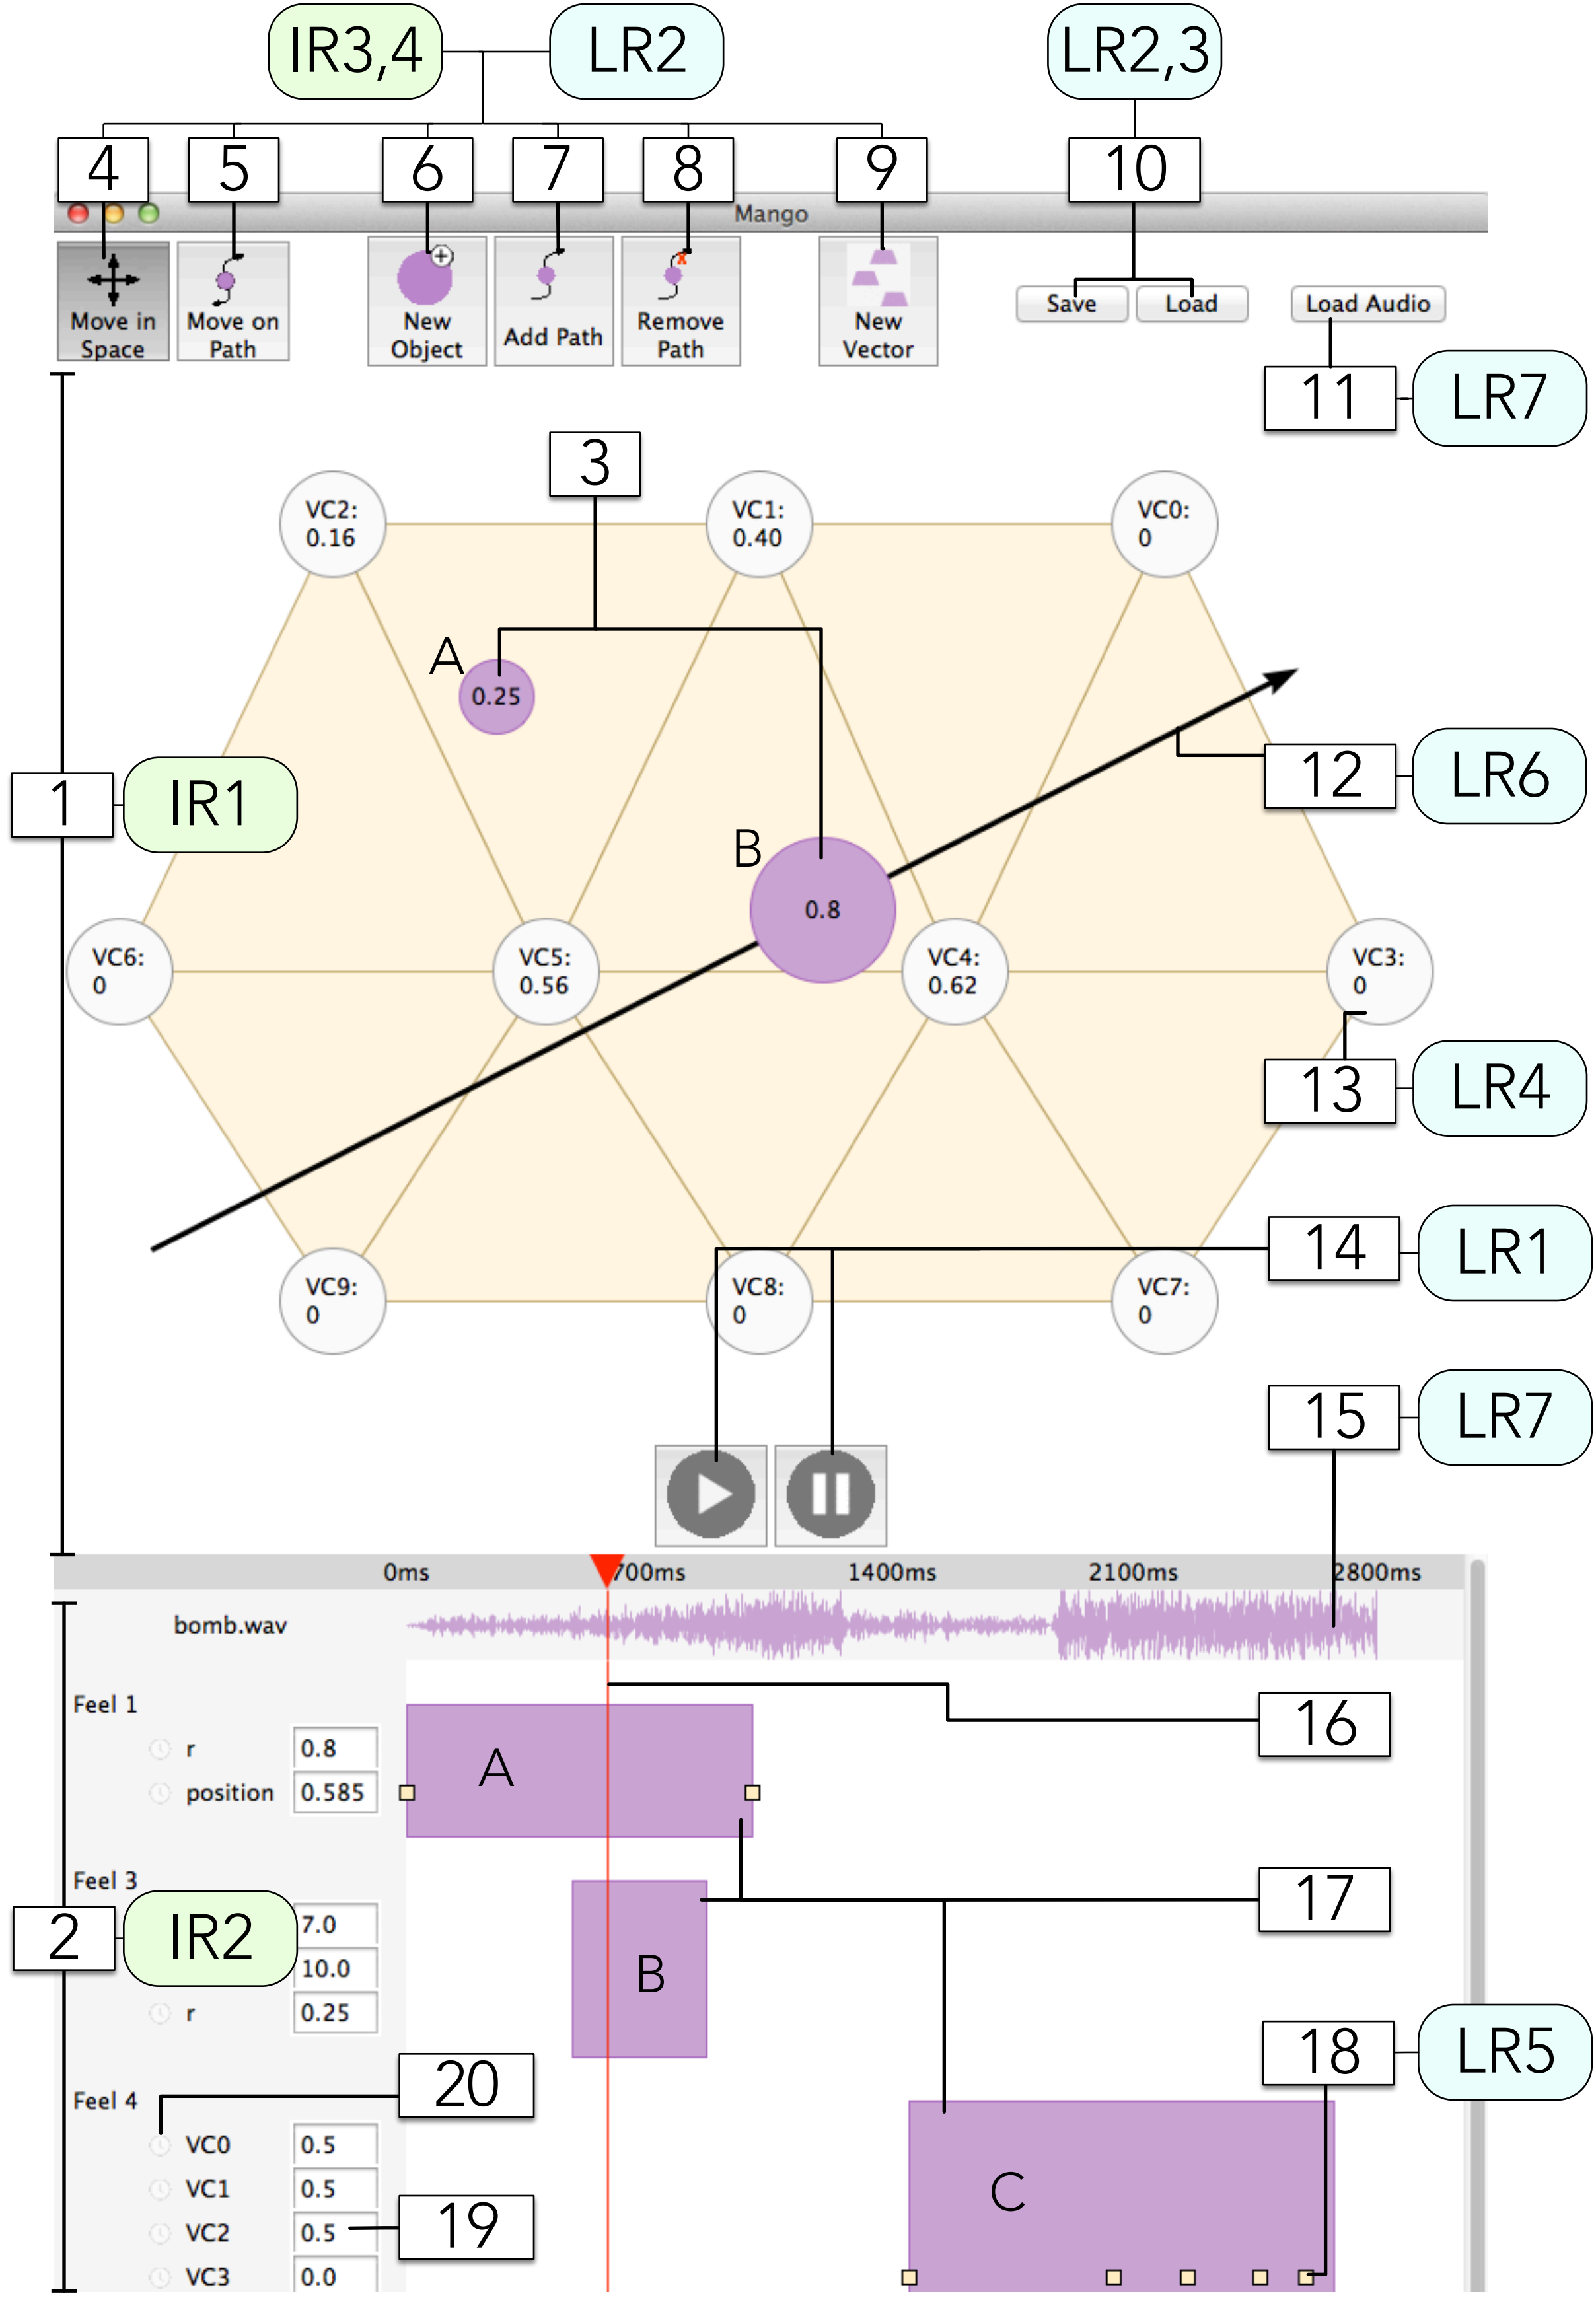 IR3,4 LR2 LR2,3
4 5 6 7 8 9 10
Mango
Move in Space
Move on Path
New Object
Add Path
Remove Path
New Vector
Save Load Load Audio
11 LR7
3
VC2: 0.16
VC1: 0.40
VC0: 0
A
0.25
1 IR1
12 LR6
B
0.8
VC6: 0
VC5: 0.56
VC4: 0.62
VC3: 0
13 LR4
14 LR1
VC9: 0
VC8: 0
VC7: 0
15 LR7
0ms 700ms 1400ms 2100ms 2800ms
bomb.wav
Feel 1
16
r 0.8
A
position 0.585
Feel 3
17
2 IR2
7.0
10.0
B
r 0.25
18 LR5
20
Feel 4
VC0 0.5
VC1 0.5
C
VC2 0.5
19
VC3 0.0